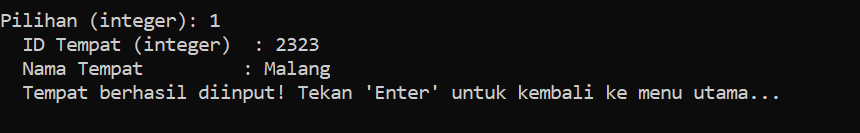 Pilihan (integer): 1
ID Tempat (integer)  : 2323
Nama Tempat          : Malang
Tempat berhasil diinput! Tekan 'Enter' untuk kembali ke menu utama...